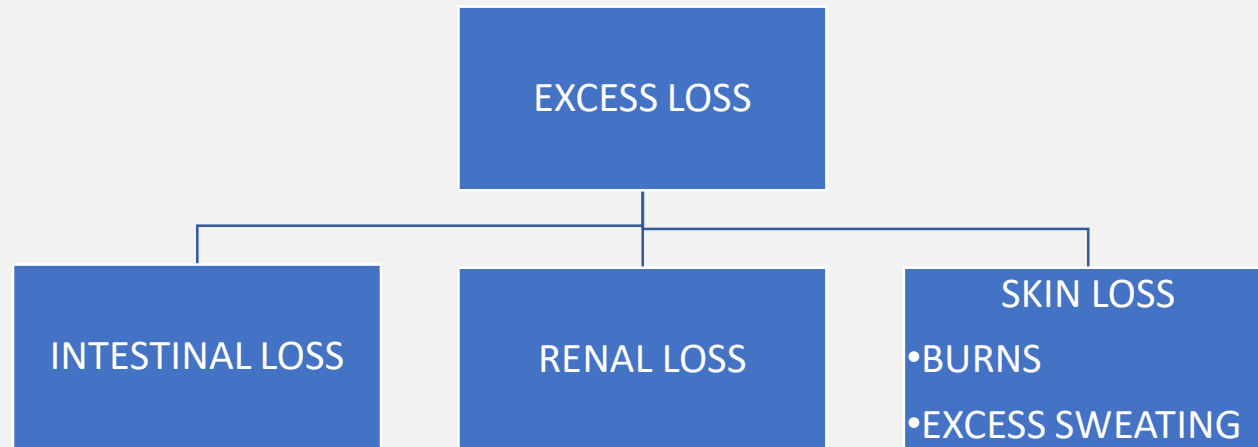 EXCESS LOSS
INTESTINAL LOSS
RENAL LOSS
SKIN LOSS
•BURNS
•EXCESS SWEATING